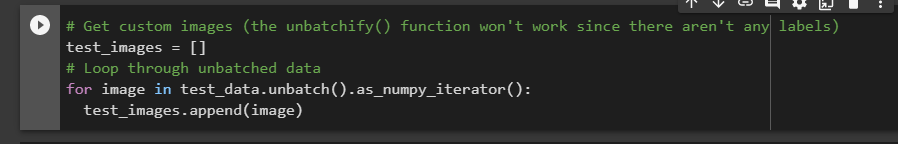 # Get custom images (the unbatchify() function won't work since there aren't any labels)
test_images = []
# Loop through unbatched data
for image in test_data.unbatch().as_numpy_iterator():
  test_images.append(image)